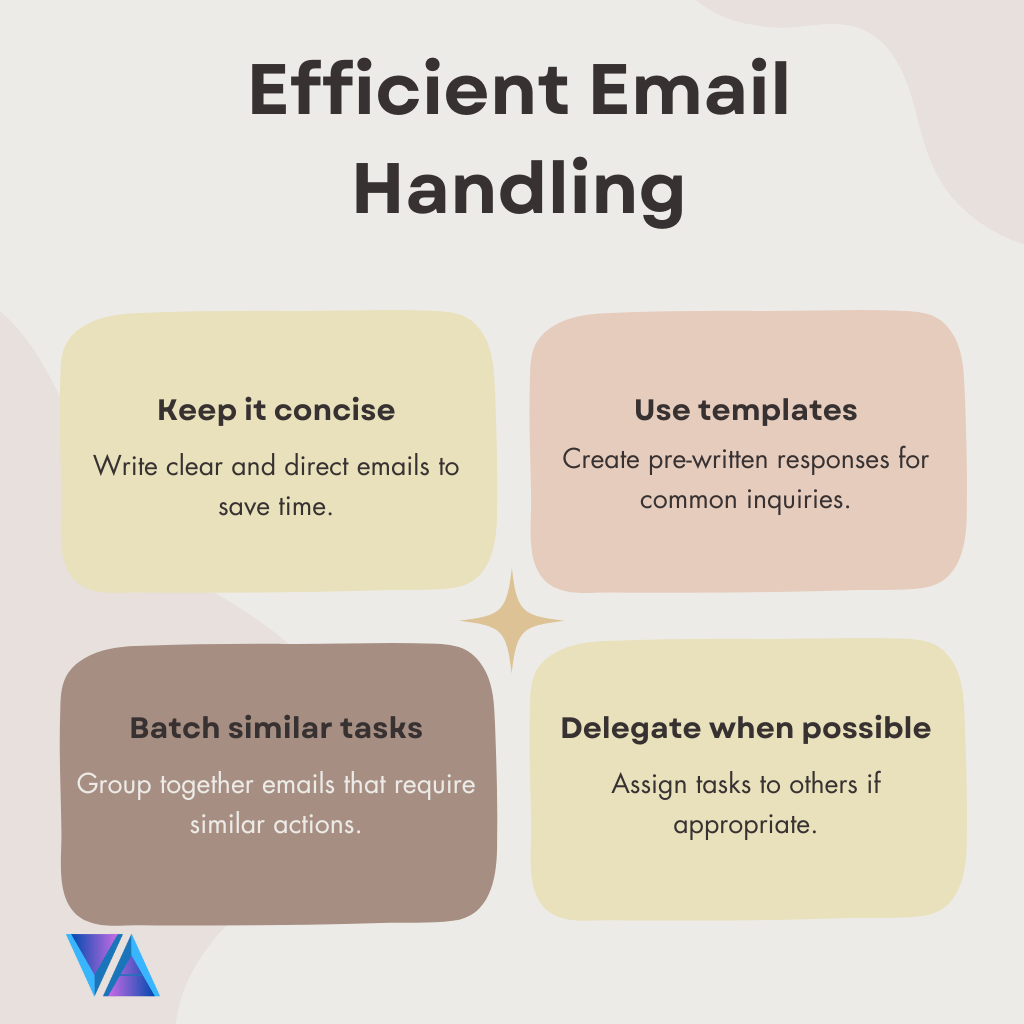 Efficient Email
Handling
Keep it concise
Write clear and direct emails to
save time.
Use templates
Create pre-written responses for
common inquiries.
Batch similar tasks
Group together emails that require
similar actions.
Delegate when possible
Assign tasks to others if
appropriate.
VA